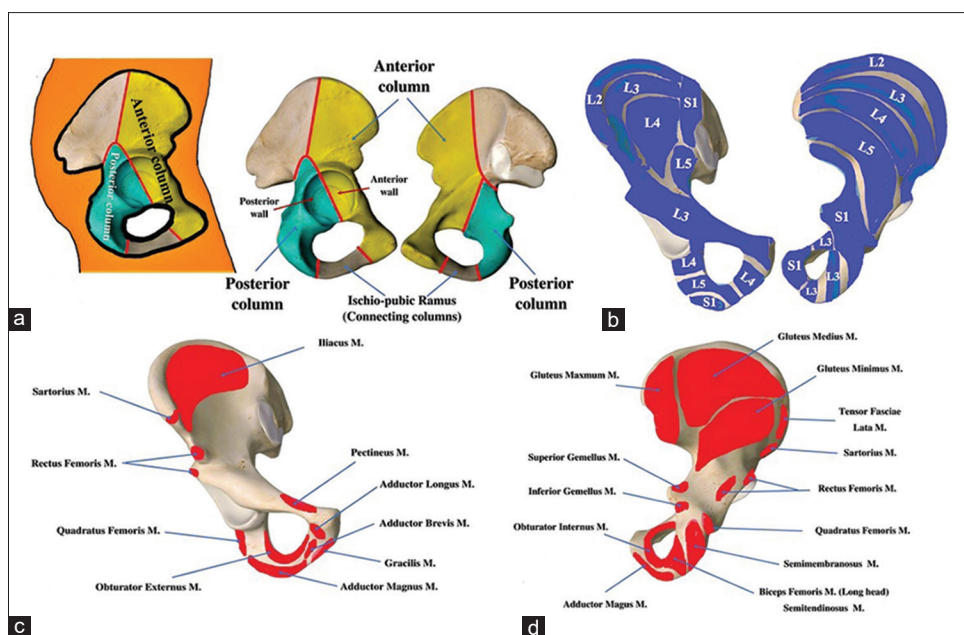 Anterior column
Posterior column
Anterior
column
Anterior
wall
Posterior
wall
Posterior
column
Posterior
column
Ischio-pubic Ramus
(Connecting columns)
a
L2
L3
S1
L4
L5
L3
L4
L5
L4
S1
L2
L3
L4
L5
S1
L3
S1
L3
L3
b
Iliacus M.
Sartorius M.
Rectus Femoris M.
Pectineus M.
Adductor Longus M.
Quadratus Femoris M.
Adductor Brevis M.
Gracilis M.
Obturator Externus M.
Adductor Magnus M.
c
Gluteus Medius M.
Gluteus Maxmum M.
Gluteus Minimus M.
Tensor Fasciae
Lata M.
Sartorius M.
Superior Gemellus M.
Rectus Femoris M.
Inferior Gemellus M.
Obturator Internus M.
Quadratus Femoris M.
Semimembranosus M.
Biceps Femoris M. (Long head)
Semitendinosus M.
Adductor Magus M.
d